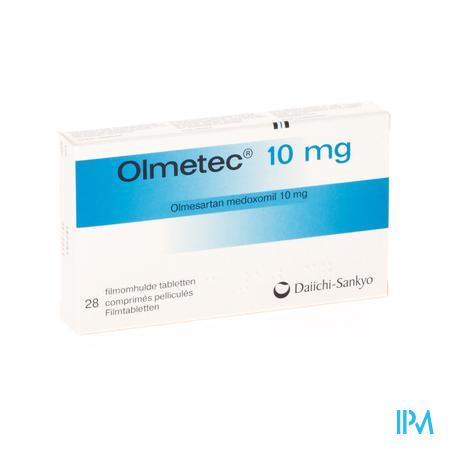 Olmetec® 10 mg
Olmesartan medoxomil 10 mg
28 filmomhulde tabletten
comprimés pelliculés
Filmtabletten
Daiichi-Sankyo
IPM